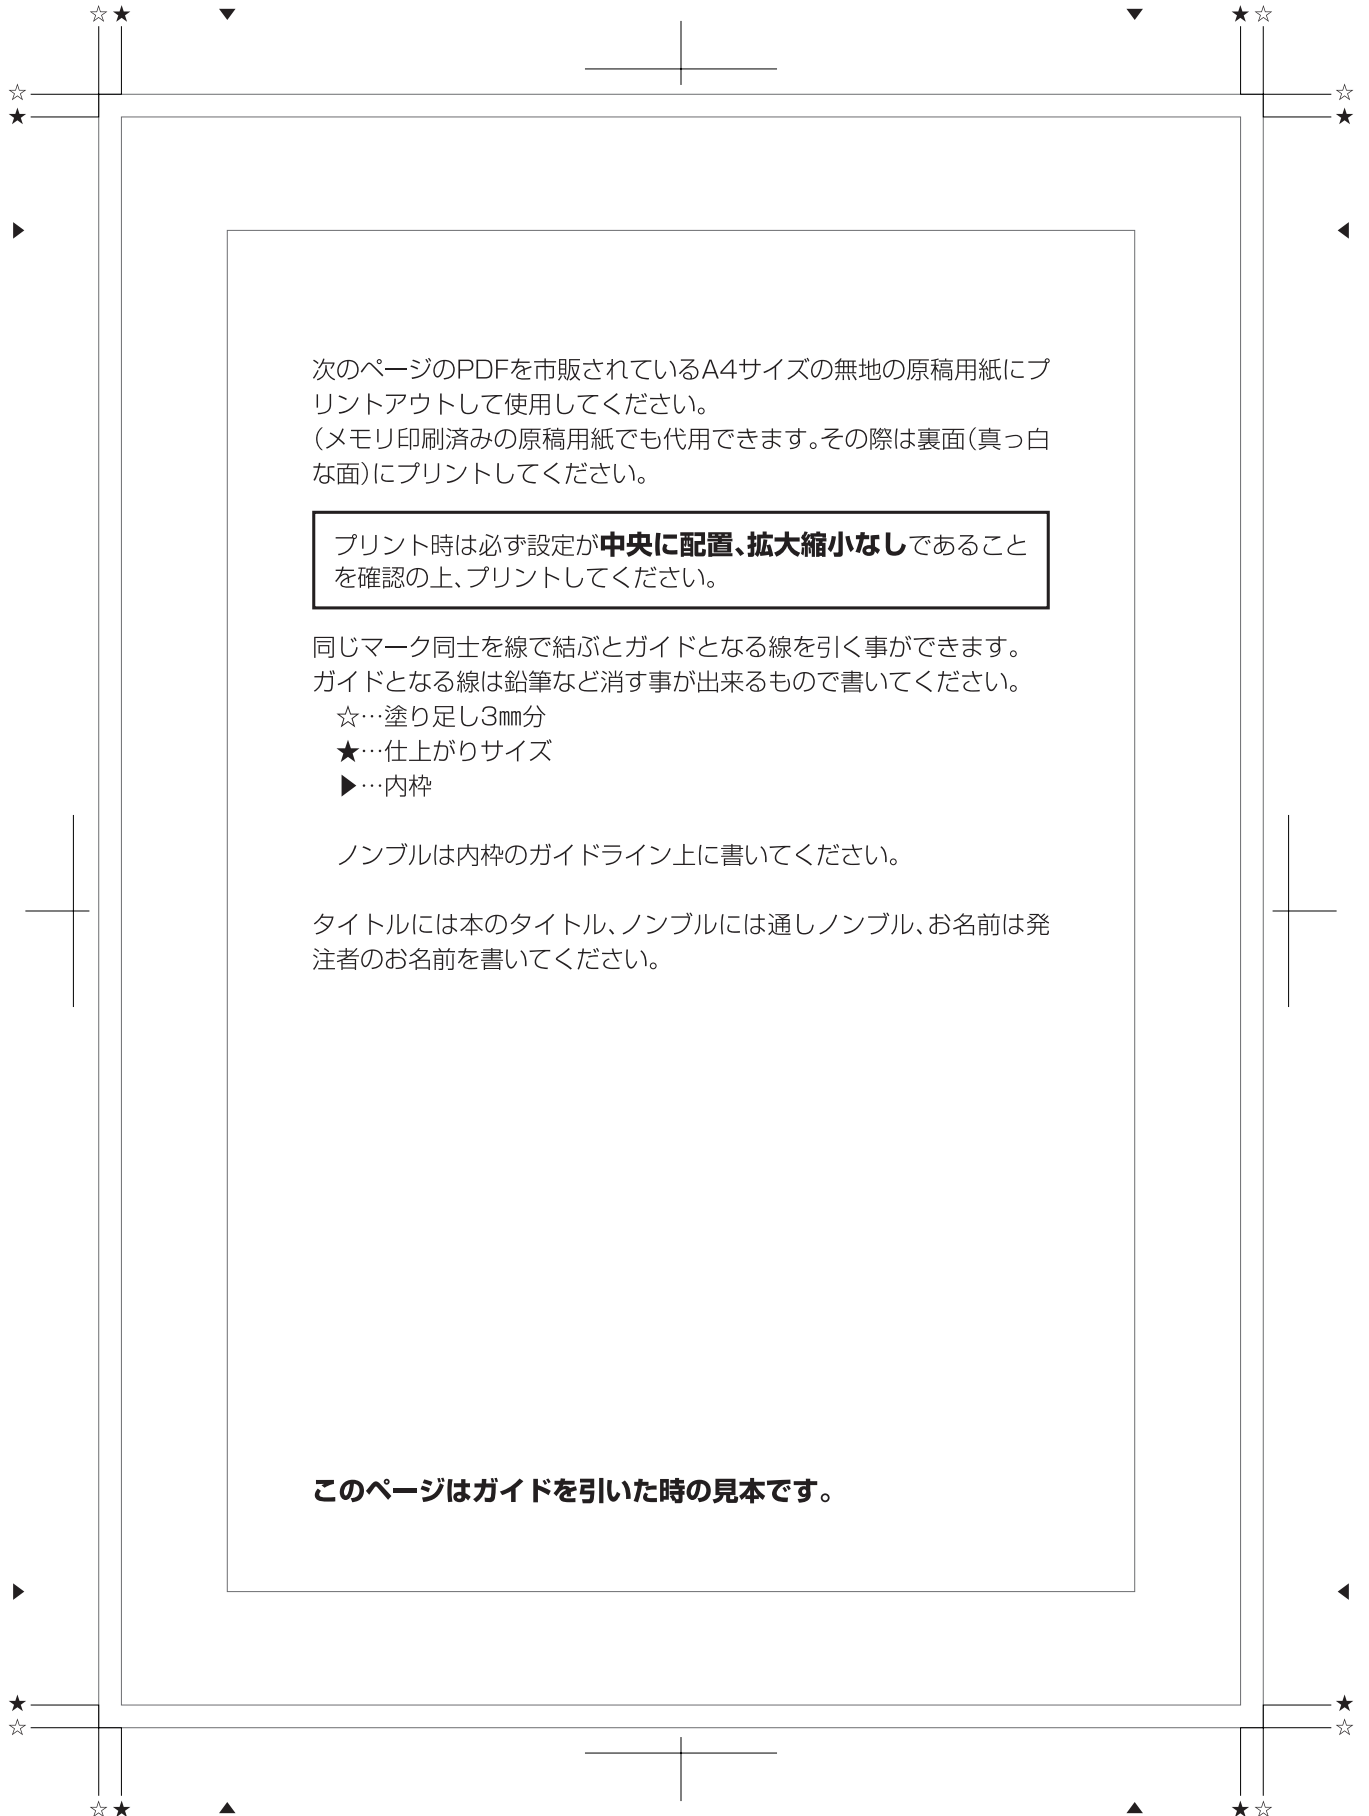 ☆★ ▼ ▼ ★☆
☆ ☆
★ ★
▶ ◀
次のページのPDFを市販されているA4サイズの無地の原稿用紙にプ
リントアウトして使用してください。
(メモリ印刷済みの原稿用紙でも代用できます。その際は裏面(真っ白
な面)にプリントしてください。
プリント時は必ず設定が中央に配置、拡大縮小なしであること
を確認の上、プリントしてください。
同じマーク同士を線で結ぶとガイドとなる線を引く事ができます。
ガイドとなる線は鉛筆など消す事が出来るもので書いてください。
☆…塗り足し3㎜分
★…仕上がりサイズ
▶…内枠
ノンブルは内枠のガイドライン上に書いてください。
タイトルには本のタイトル、ノンブルには通しノンブル、お名前は発
注者のお名前を書いてください。
このページはガイドを引いた時の見本です。
▶ ◀
★ ★
☆ ☆
☆★ ▲ ▲ ★☆